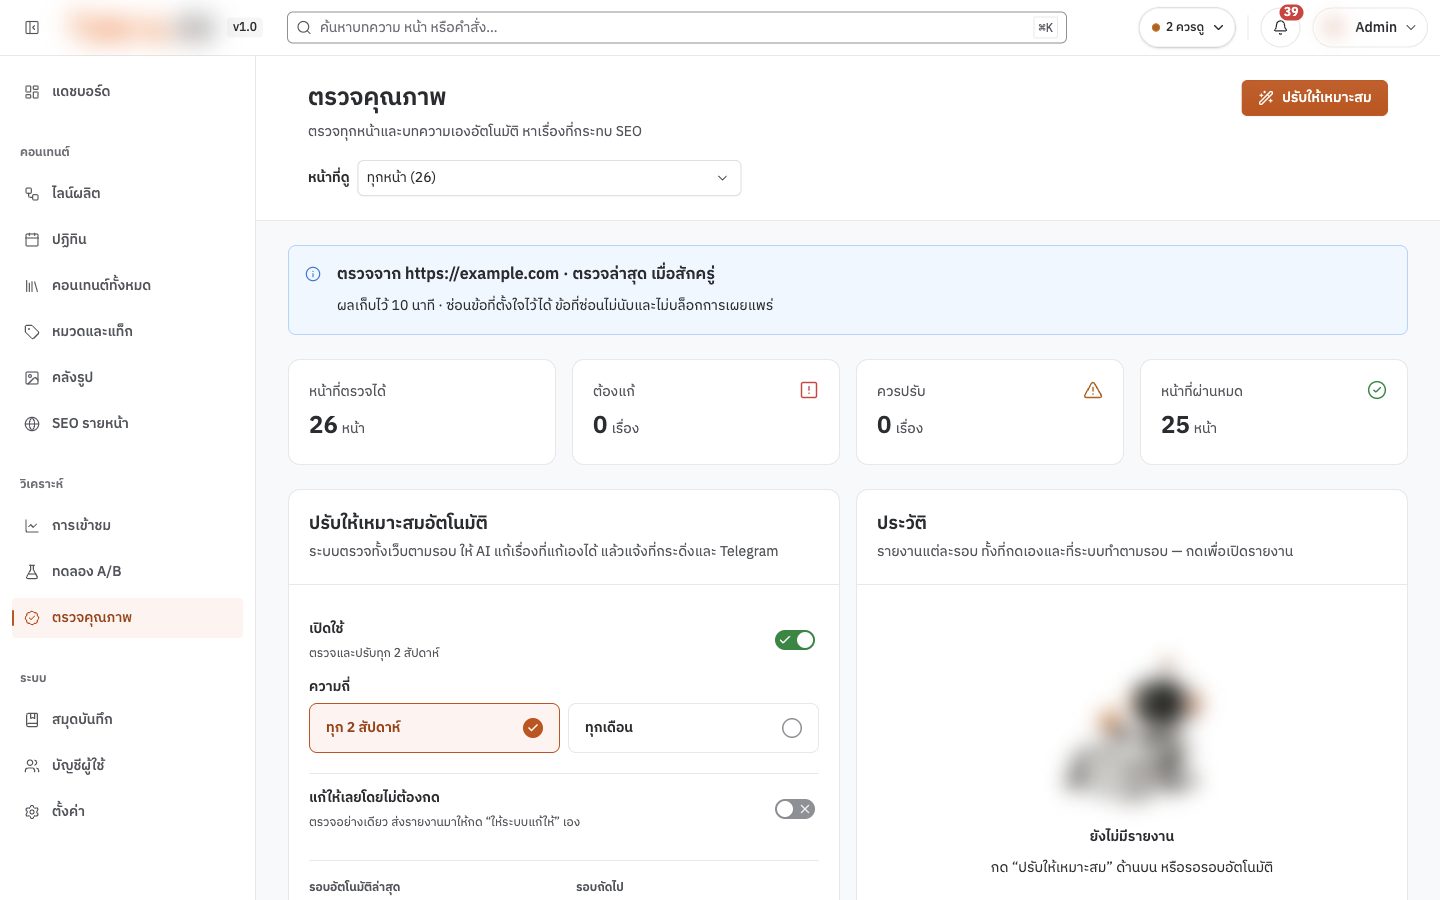 v1.0
ค้นหาบทความ หน้า หรือคำสั่ง...
⌘K
2 ควรดู
39
Admin
แดชบอร์ด
คอนเทนต์
ไลน์ผลิต
ปฏิทิน
คอนเทนต์ทั้งหมด
หมวดและแท็ก
คลังรูป
SEO รายหน้า
วิเคราะห์
การเข้าชม
ทดลอง A/B
ตรวจคุณภาพ
ระบบ
สมุดบันทึก
บัญชีผู้ใช้
ตั้งค่า
ตรวจคุณภาพ
ตรวจทุกหน้าและบทความเองอัตโนมัติ หาเรื่องที่กระทบ SEO
ปรับให้เหมาะสม
หน้าที่ดู
ทุกหน้า (26)
ตรวจจาก https://example.com · ตรวจล่าสุด เมื่อสักครู่
ผลเก็บไว้ 10 นาที · ซ่อนข้อที่ตั้งใจไว้ได้ ข้อที่ซ่อนไม่นับและไม่บล็อกการเผยแพร่
หน้าที่ตรวจได้
26 หน้า
ต้องแก้
0 เรื่อง
ควรปรับ
0 เรื่อง
หน้าที่ผ่านหมด
25 หน้า
ปรับให้เหมาะสมอัตโนมัติ
ระบบตรวจทั้งเว็บตามรอบ ให้ AI แก้เรื่องที่แก้เองได้ แล้วแจ้งที่กระดิ่งและ Telegram
เปิดใช้
ตรวจและปรับทุก 2 สัปดาห์
ความถี่
ทุก 2 สัปดาห์
ทุกเดือน
แก้ให้เลยโดยไม่ต้องกด
ตรวจอย่างเดียว ส่งรายงานมาให้กด “ให้ระบบแก้ให้” เอง
รอบอัตโนมัติล่าสุด
รอบถัดไป
ประวัติ
รายงานแต่ละรอบ ทั้งที่กดเองและที่ระบบทำตามรอบ — กดเพื่อเปิดรายงาน
ยังไม่มีรายงาน
กด “ปรับให้เหมาะสม” ด้านบน หรือรอรอบอัตโนมัติ